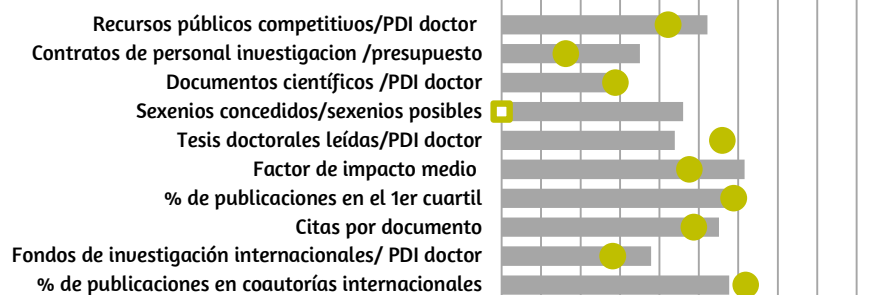 Recursos públicos competitivos/PDI doctor
Contratos de personal investigacion /presupuesto
Documentos científicos /PDI doctor
Sexenios concedidos/sexenios posibles
Tesis doctorales leídas/PDI doctor
Factor de impacto medio
% de publicaciones en el 1er cuartil
Citas por documento
Fondos de investigación internacionales/ PDI doctor
% de publicaciones en coautorías internacionales